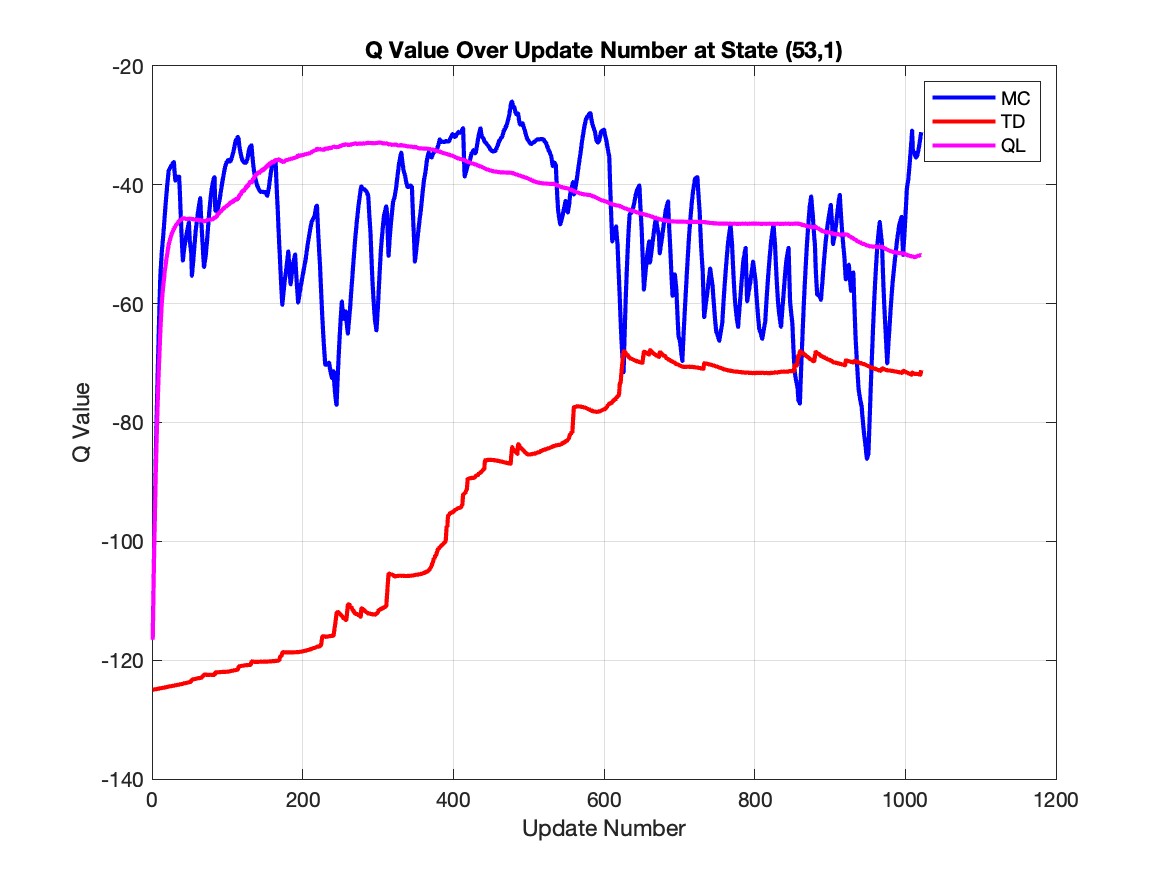 Q Value Over Update Number at State (53,1)
-20
-40
-60
-80
-100
-120
-140
Q Value
MC
TD
QL
0 200 400 600 800 1000 1200
Update Number